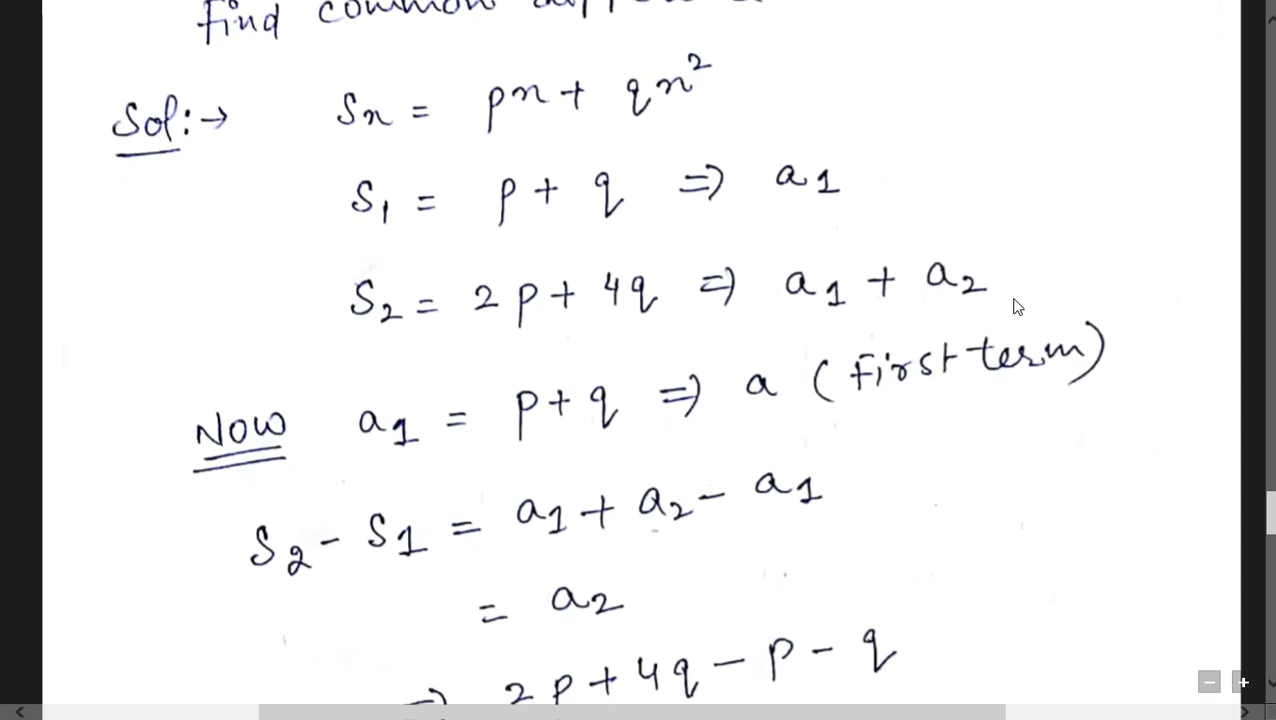 find common
Sol:→ Sn = pn + qn²
S₁ = p + q ⇒ a1
S₂ = 2p + 4q ⇒ a1 + a2
Now a1 = p + q ⇒ a (First term)
S2 - S1 = a1 + a2 - a1
= a2
⇒ 2p + 4q - p - q